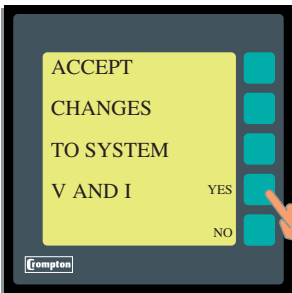 ACCEPT
CHANGES
TO SYSTEM
V AND I YES
NO
Crompton